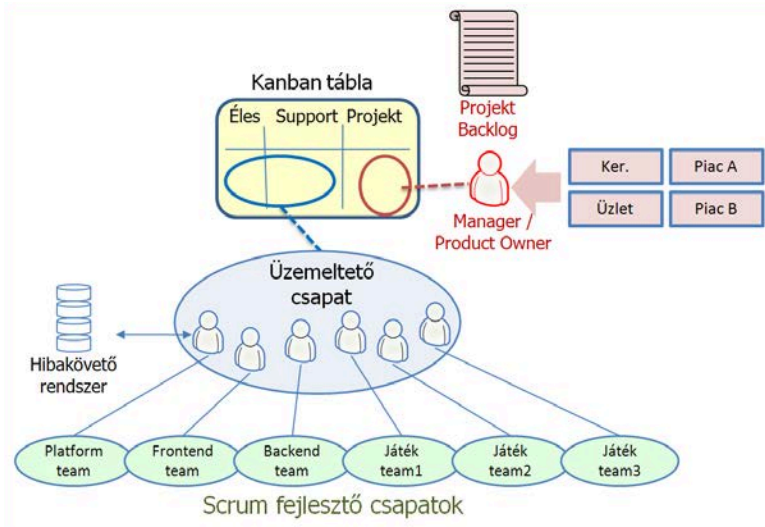 Kanban tábla
Éles Support Projekt
Projekt
Backlog
Manager /
Product Owner
Ker.
Piac A
Üzlet
Piac B
Üzemeltető
csapat
Hibakövető
rendszer
Platform
team
Frontend
team
Backend
team
Játék
team1
Játék
team2
Játék
team3
Scrum fejlesztő csapatok